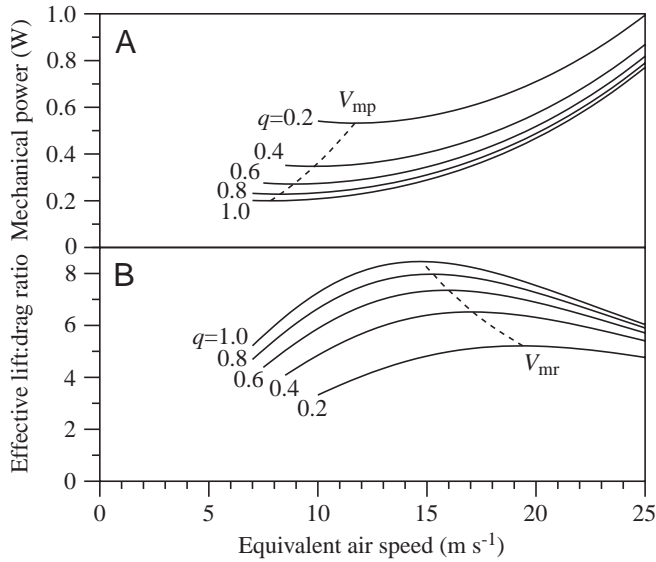 Mechanical power (W)
1.0
0.8
0.6
0.4
0.2
0
A
V_mp
q=0.2
0.4
0.6
0.8
1.0
Effective lift:drag ratio
8
6
4
2
0
B
q=1.0
0.8
0.6
0.4
0.2
V_mr
0 5 10 15 20 25
Equivalent air speed (m s⁻¹)